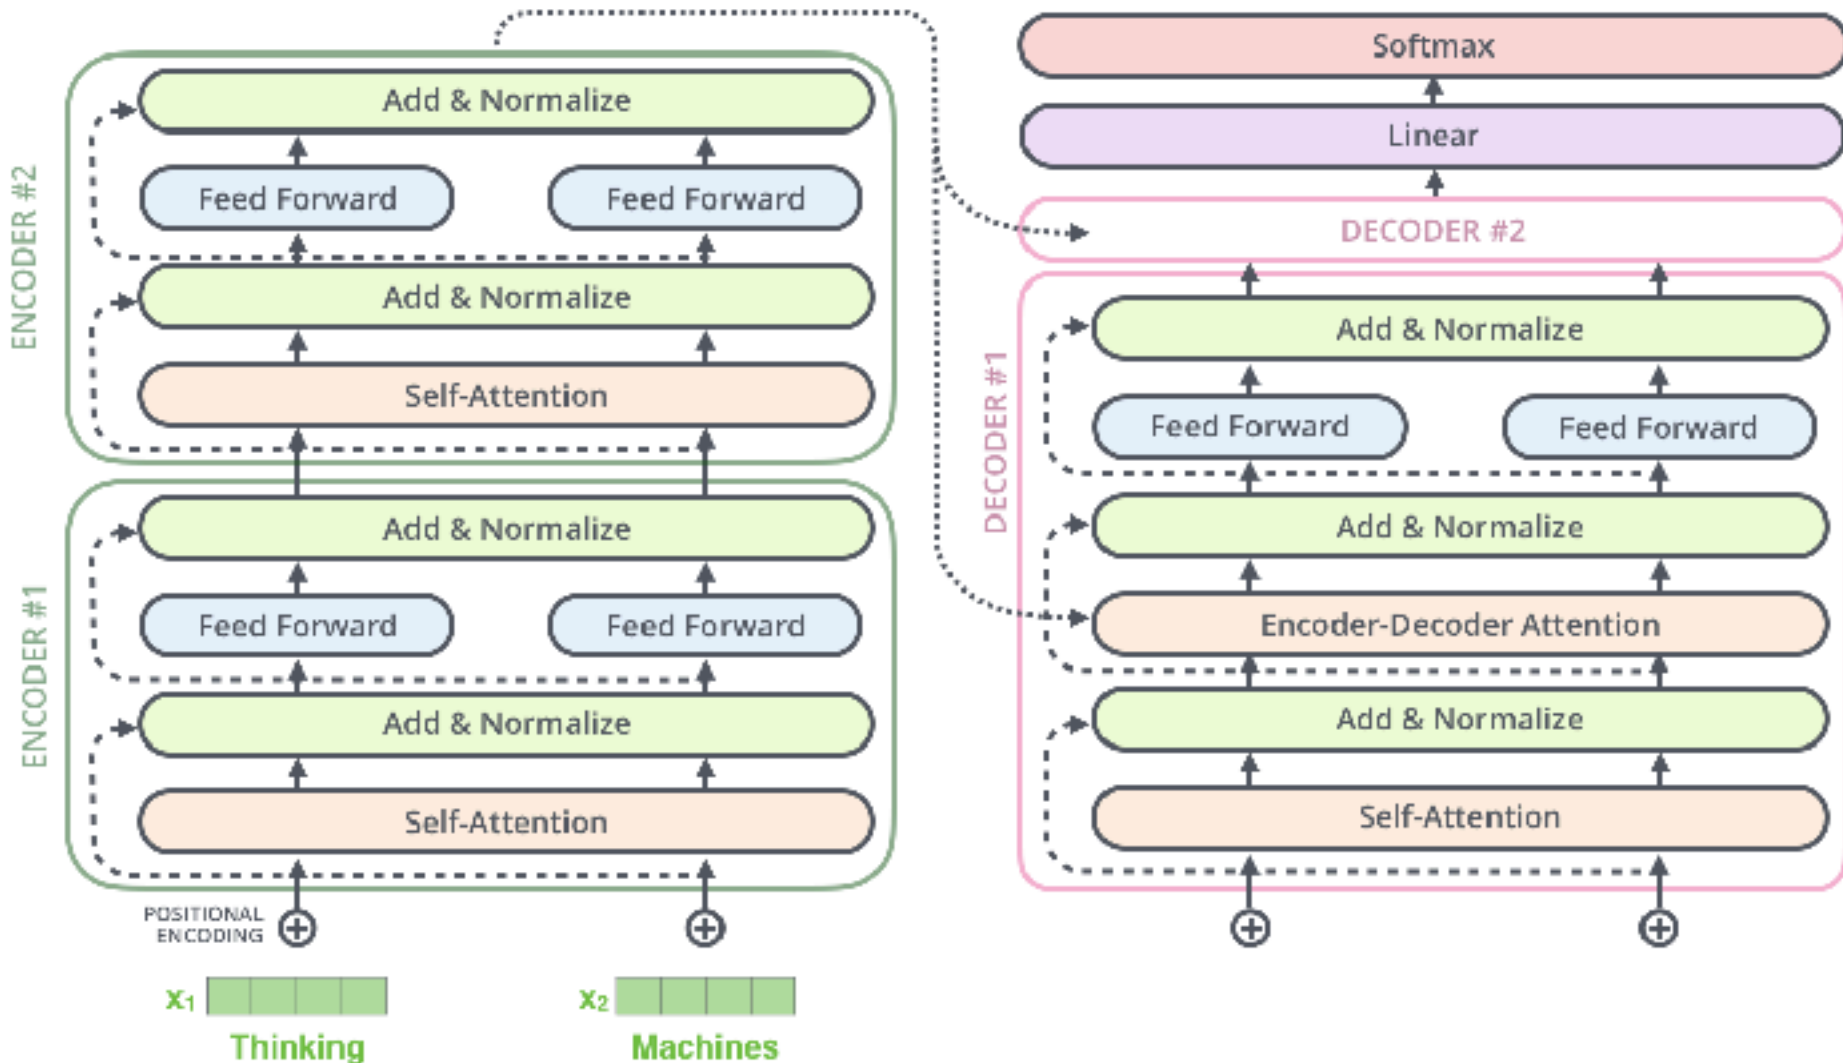 ENCODER #2
Add & Normalize
Feed Forward
Feed Forward
Add & Normalize
Self-Attention
ENCODER #1
Add & Normalize
Feed Forward
Feed Forward
Add & Normalize
Self-Attention
POSITIONAL
ENCODING
x₁
x₂
Thinking
Machines
Softmax
Linear
DECODER #2
DECODER #1
Add & Normalize
Feed Forward
Feed Forward
Add & Normalize
Encoder-Decoder Attention
Add & Normalize
Self-Attention